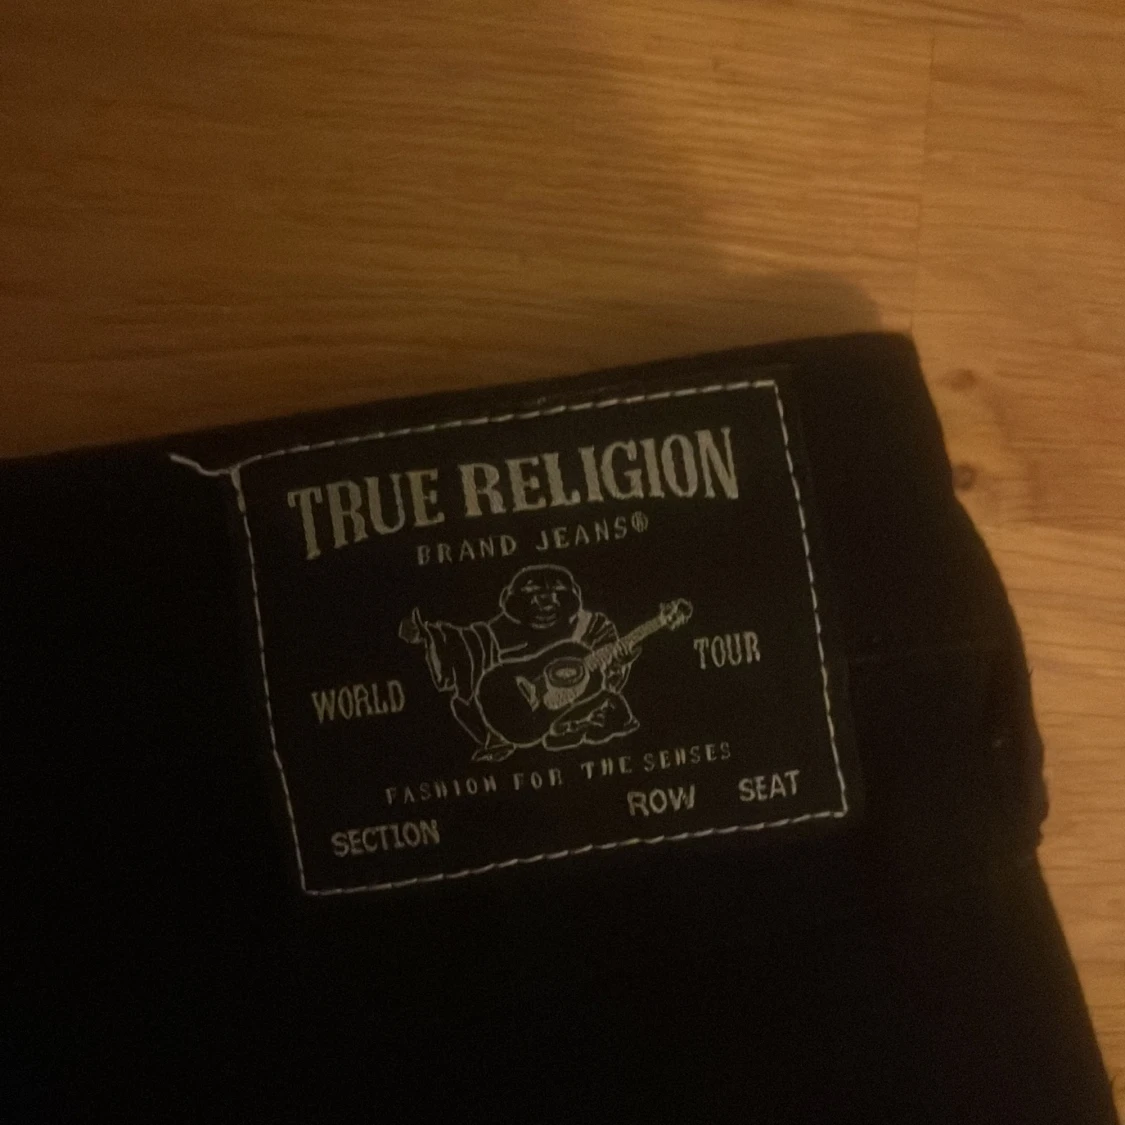 TRUE RELIGION
BRAND JEANS®
WORLD TOUR
FASHION FOR THE SENSES
SECTION ROW SEAT